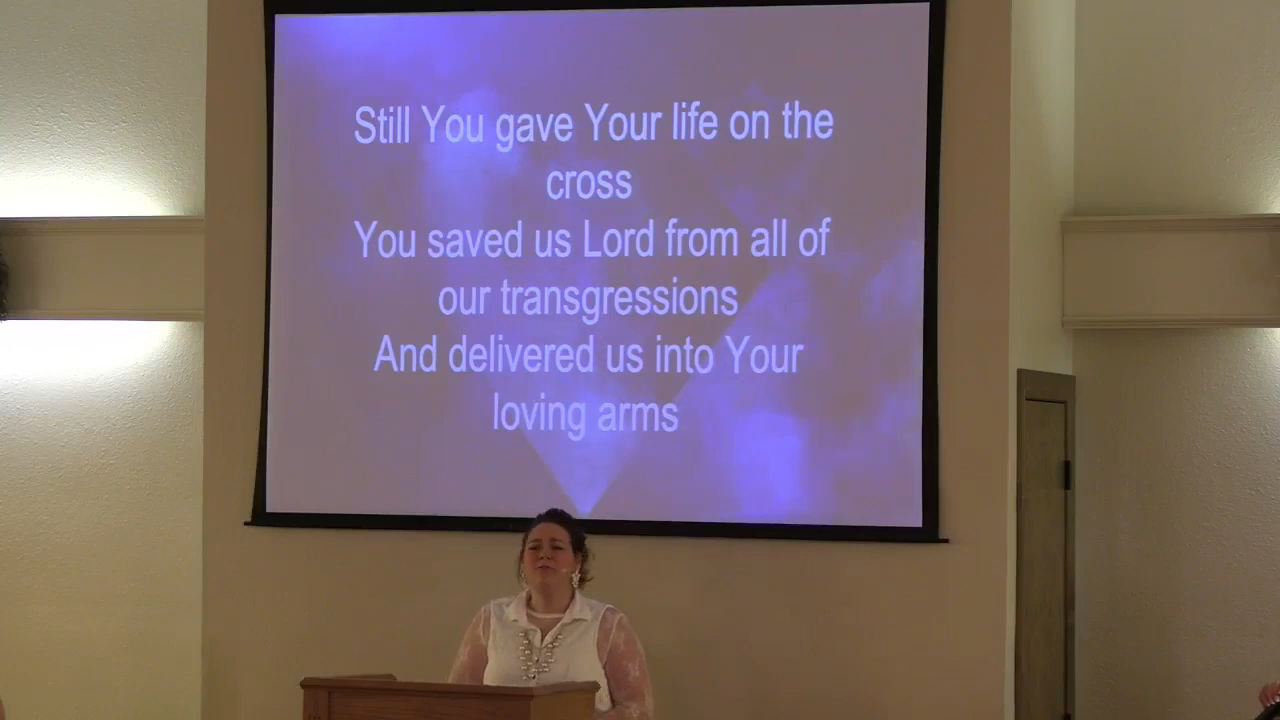 Still You gave Your life on the
cross
You saved us Lord from all of
our transgressions
And delivered us into Your
loving arms